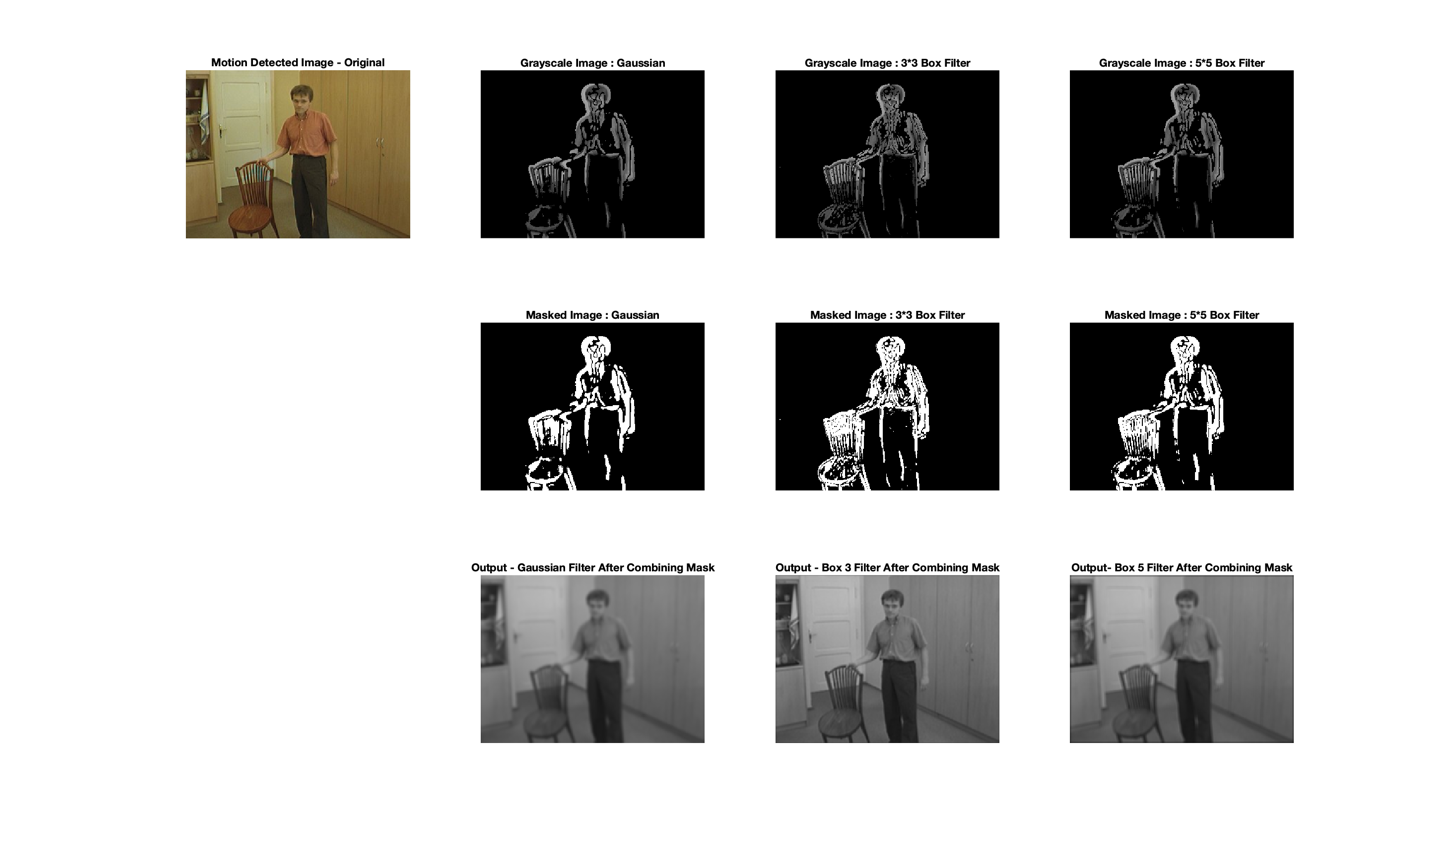 Motion Detected Image - Original
Grayscale Image : Gaussian
Grayscale Image : 3*3 Box Filter
Grayscale Image : 5*5 Box Filter
Masked Image : Gaussian
Masked Image : 3*3 Box Filter
Masked Image : 5*5 Box Filter
Output - Gaussian Filter After Combining Mask
Output - Box 3 Filter After Combining Mask
Output- Box 5 Filter After Combining Mask